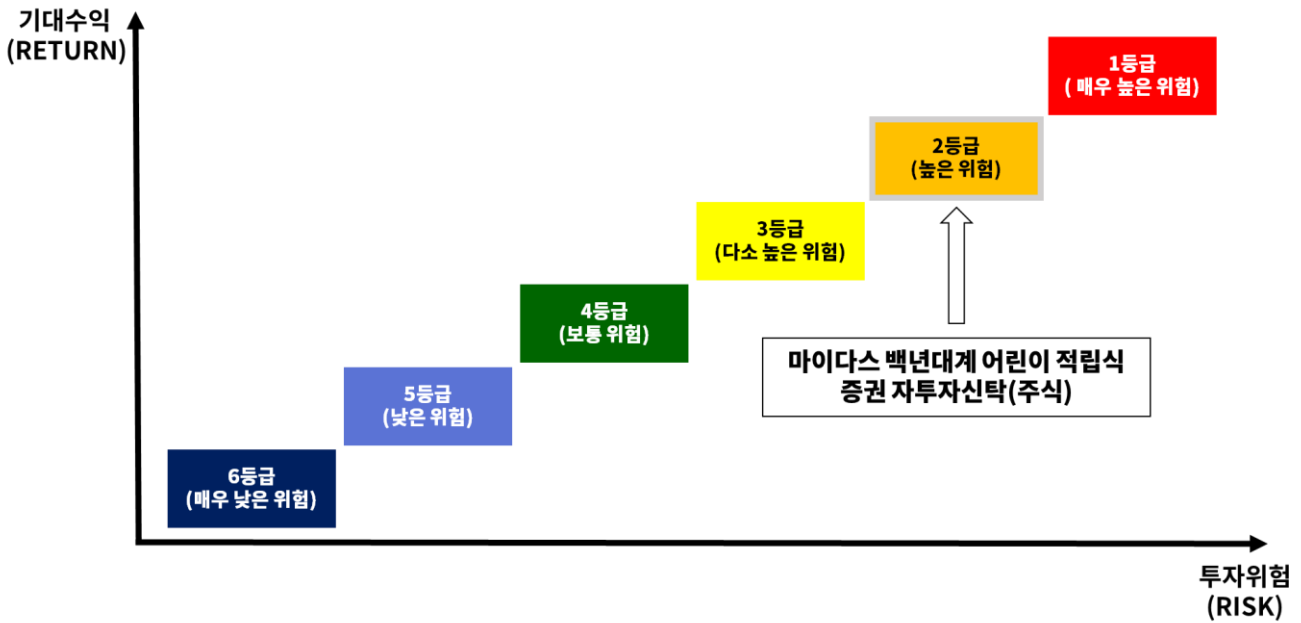 기대수익
(RETURN)
1등급
( 매우 높은 위험)
2등급
(높은 위험)
3등급
(다소 높은 위험)
4등급
(보통 위험)
마이다스 백년대계 어린이 적립식
증권 자투자신탁(주식)
5등급
(낮은 위험)
6등급
(매우 낮은 위험)
투자위험
(RISK)